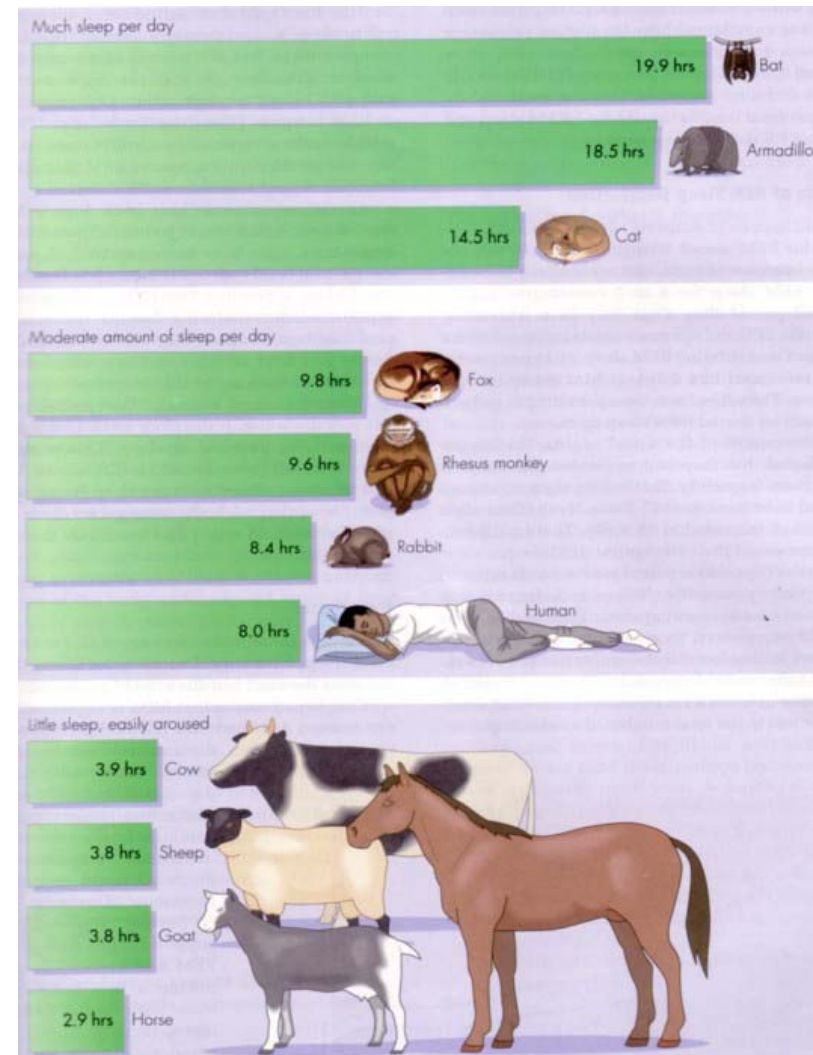 Much sleep per day
19.9 hrs Bat
18.5 hrs Armadillo
14.5 hrs Cat
Moderate amount of sleep per day
9.8 hrs Fox
9.6 hrs Rhesus monkey
8.4 hrs Rabbit
8.0 hrs Human
Little sleep, easily aroused
3.9 hrs Cow
3.8 hrs Sheep
3.8 hrs Goat
2.9 hrs Horse